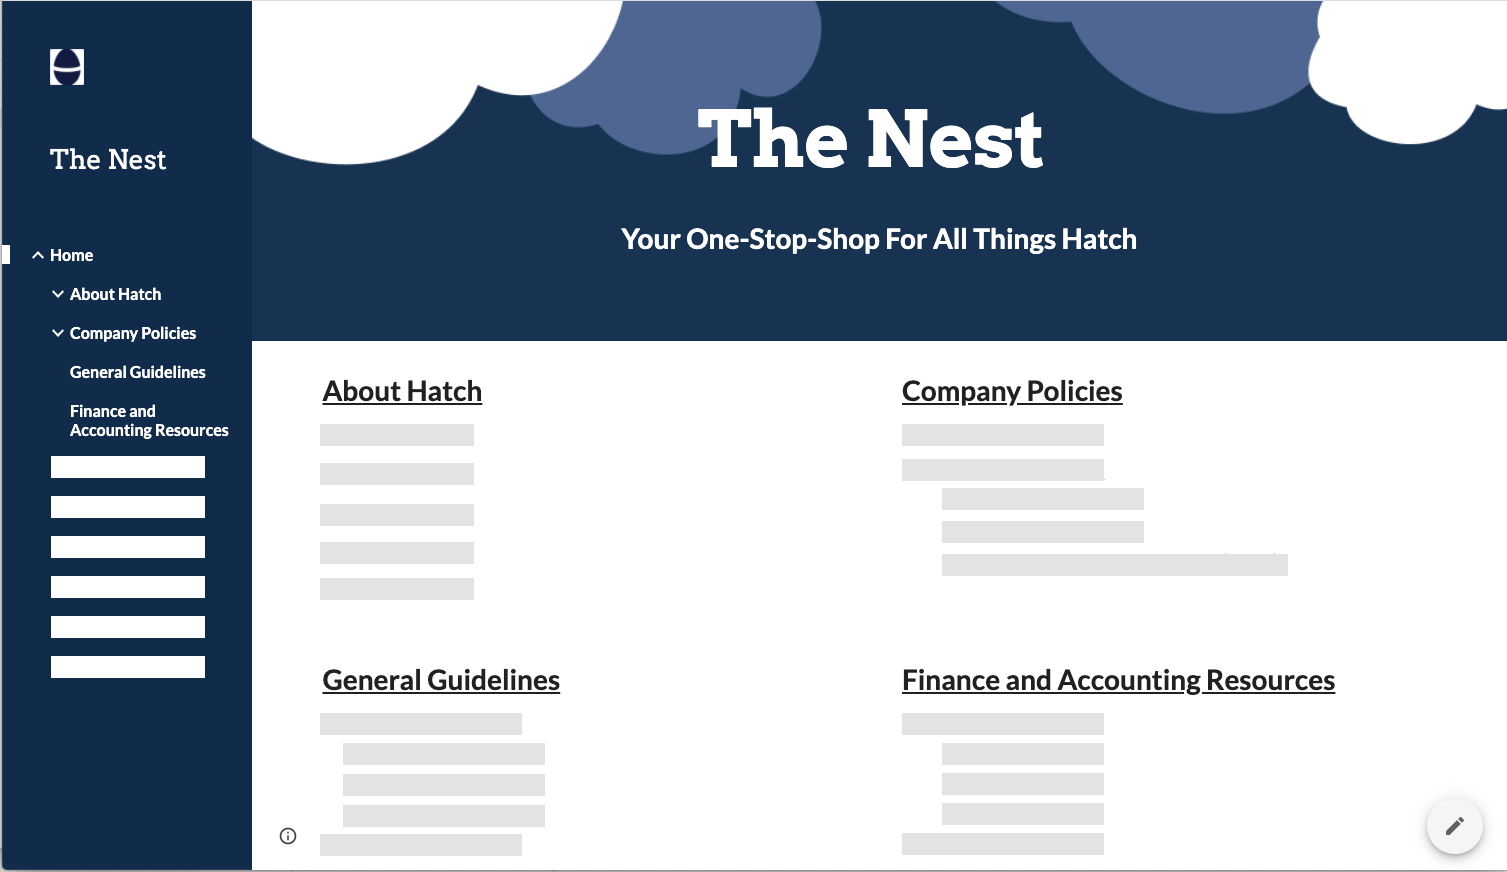 The Nest
Home
About Hatch
Company Policies
General Guidelines
Finance and
Accounting Resources
The Nest
Your One-Stop-Shop For All Things Hatch
About Hatch
Company Policies
General Guidelines
Finance and Accounting Resources